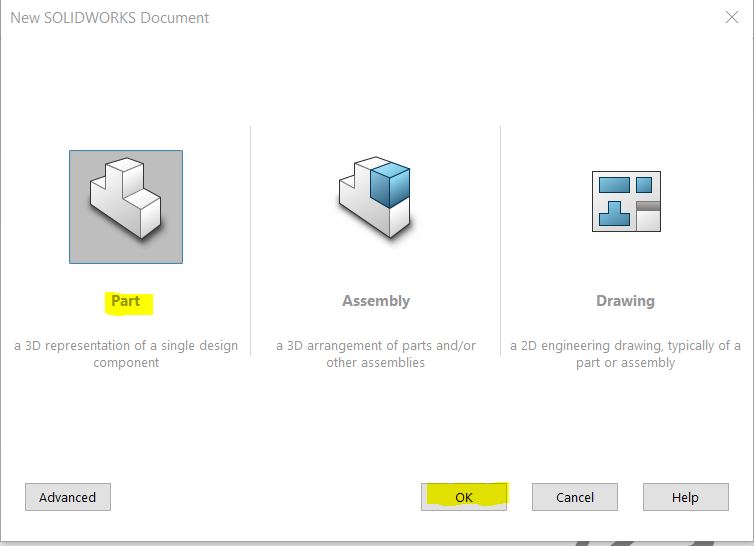 New SOLIDWORKS Document
Part
Assembly
Drawing
a 3D representation of a single design
component
a 3D arrangement of parts and/or
other assemblies
a 2D engineering drawing, typically of a
part or assembly
Advanced
OK
Cancel
Help